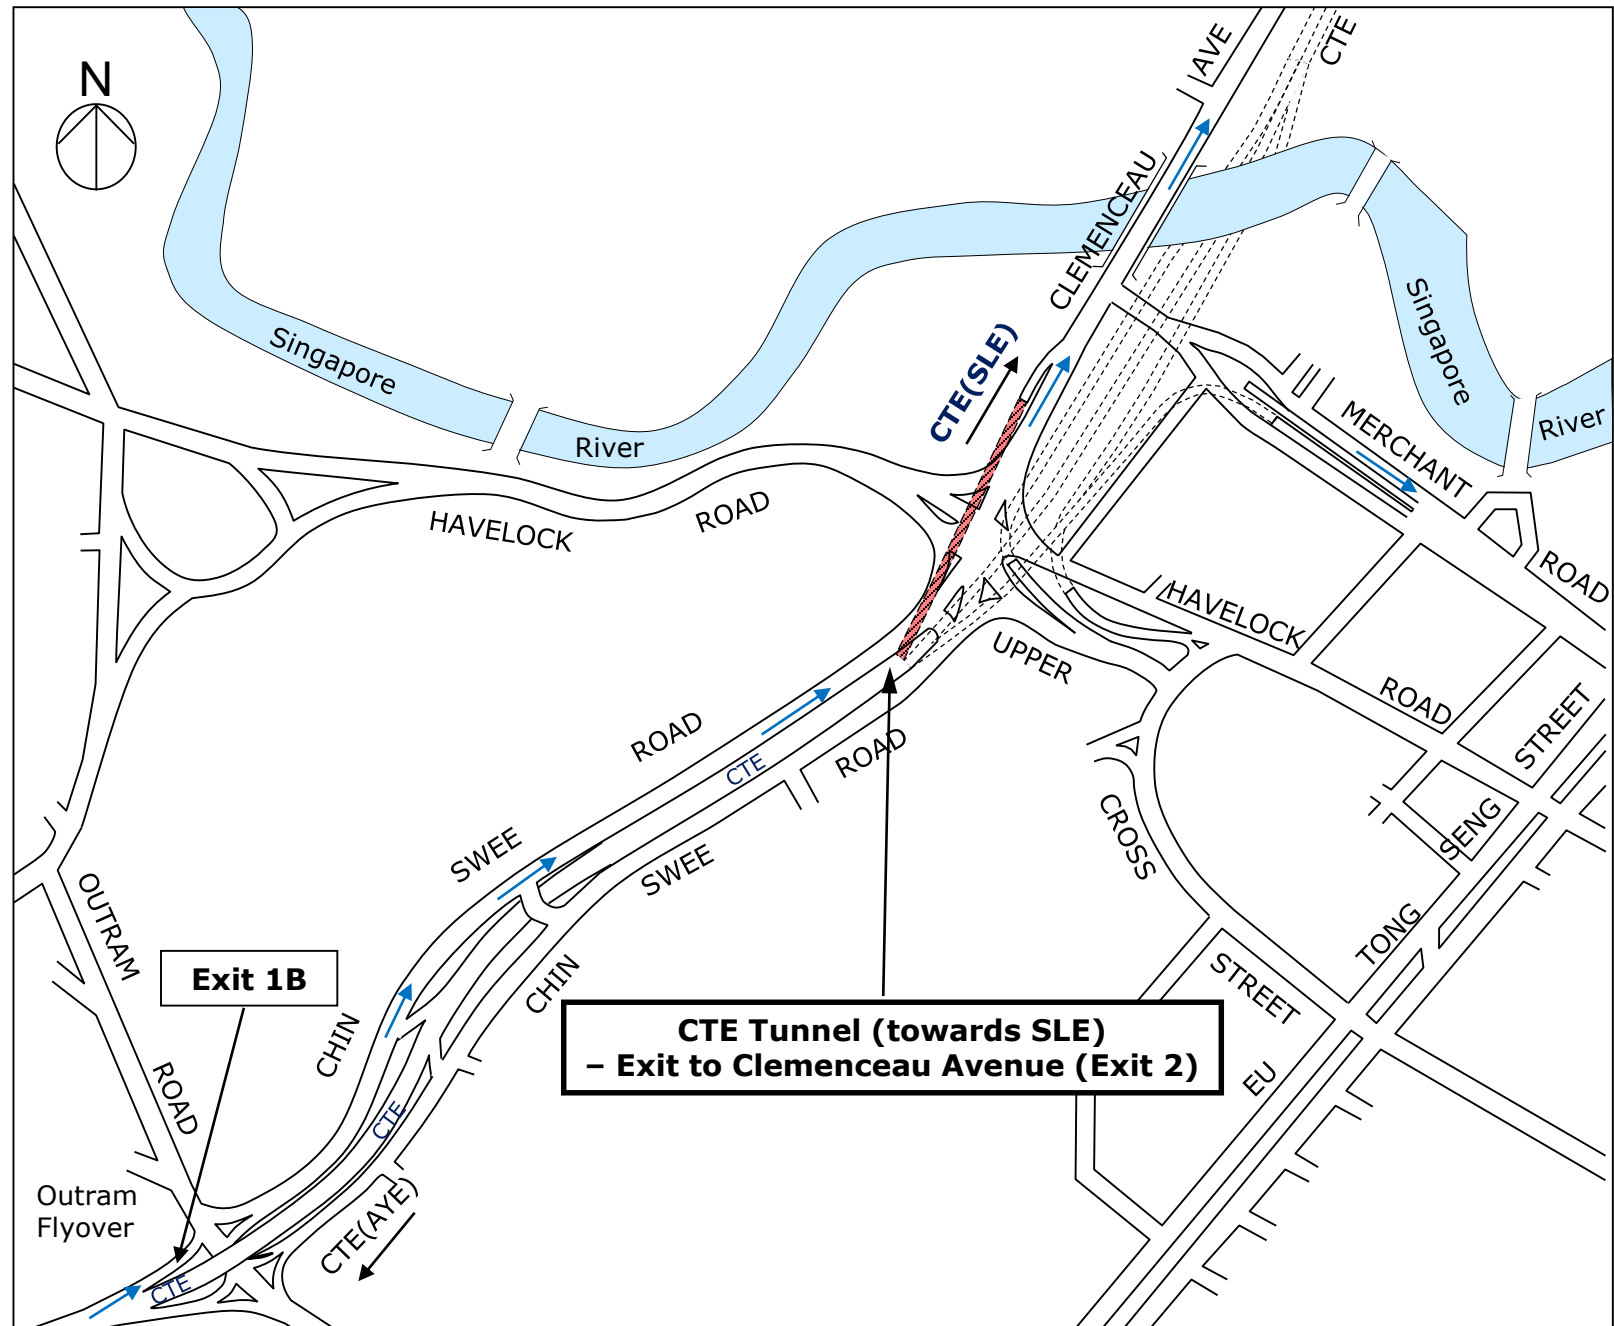 N
AVE
CTE
CLEMENCEAU
Singapore
River
Singapore
River
CTE(SLE)
MERCHANT
ROAD
HAVELOCK
ROAD
HAVELOCK
ROAD
UPPER
CROSS
STREET
STREET
SENG
TONG
EU
ROAD
CTE
ROAD
SWEE
SWEE
CHIN
CHIN
OUTRAM
ROAD
Exit 1B
CTE Tunnel (towards SLE)
– Exit to Clemenceau Avenue (Exit 2)
CTE
Outram
Flyover
CTE(AYE)
CTE